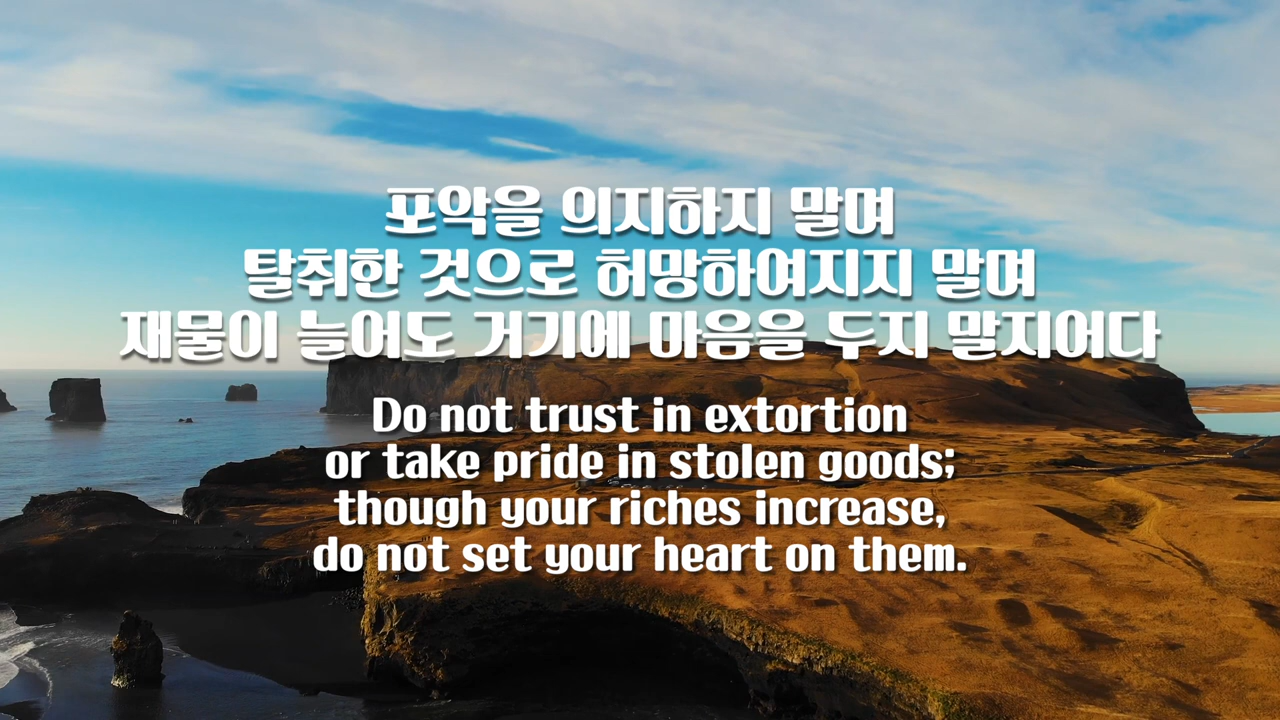 포악을 의지하지 말며
탈취한 것으로 허망하여지지 말며
재물이 늘어도 거기에 마음을 두지 말지어다
Do not trust in extortion
or take pride in stolen goods;
though your riches increase,
do not set your heart on them.